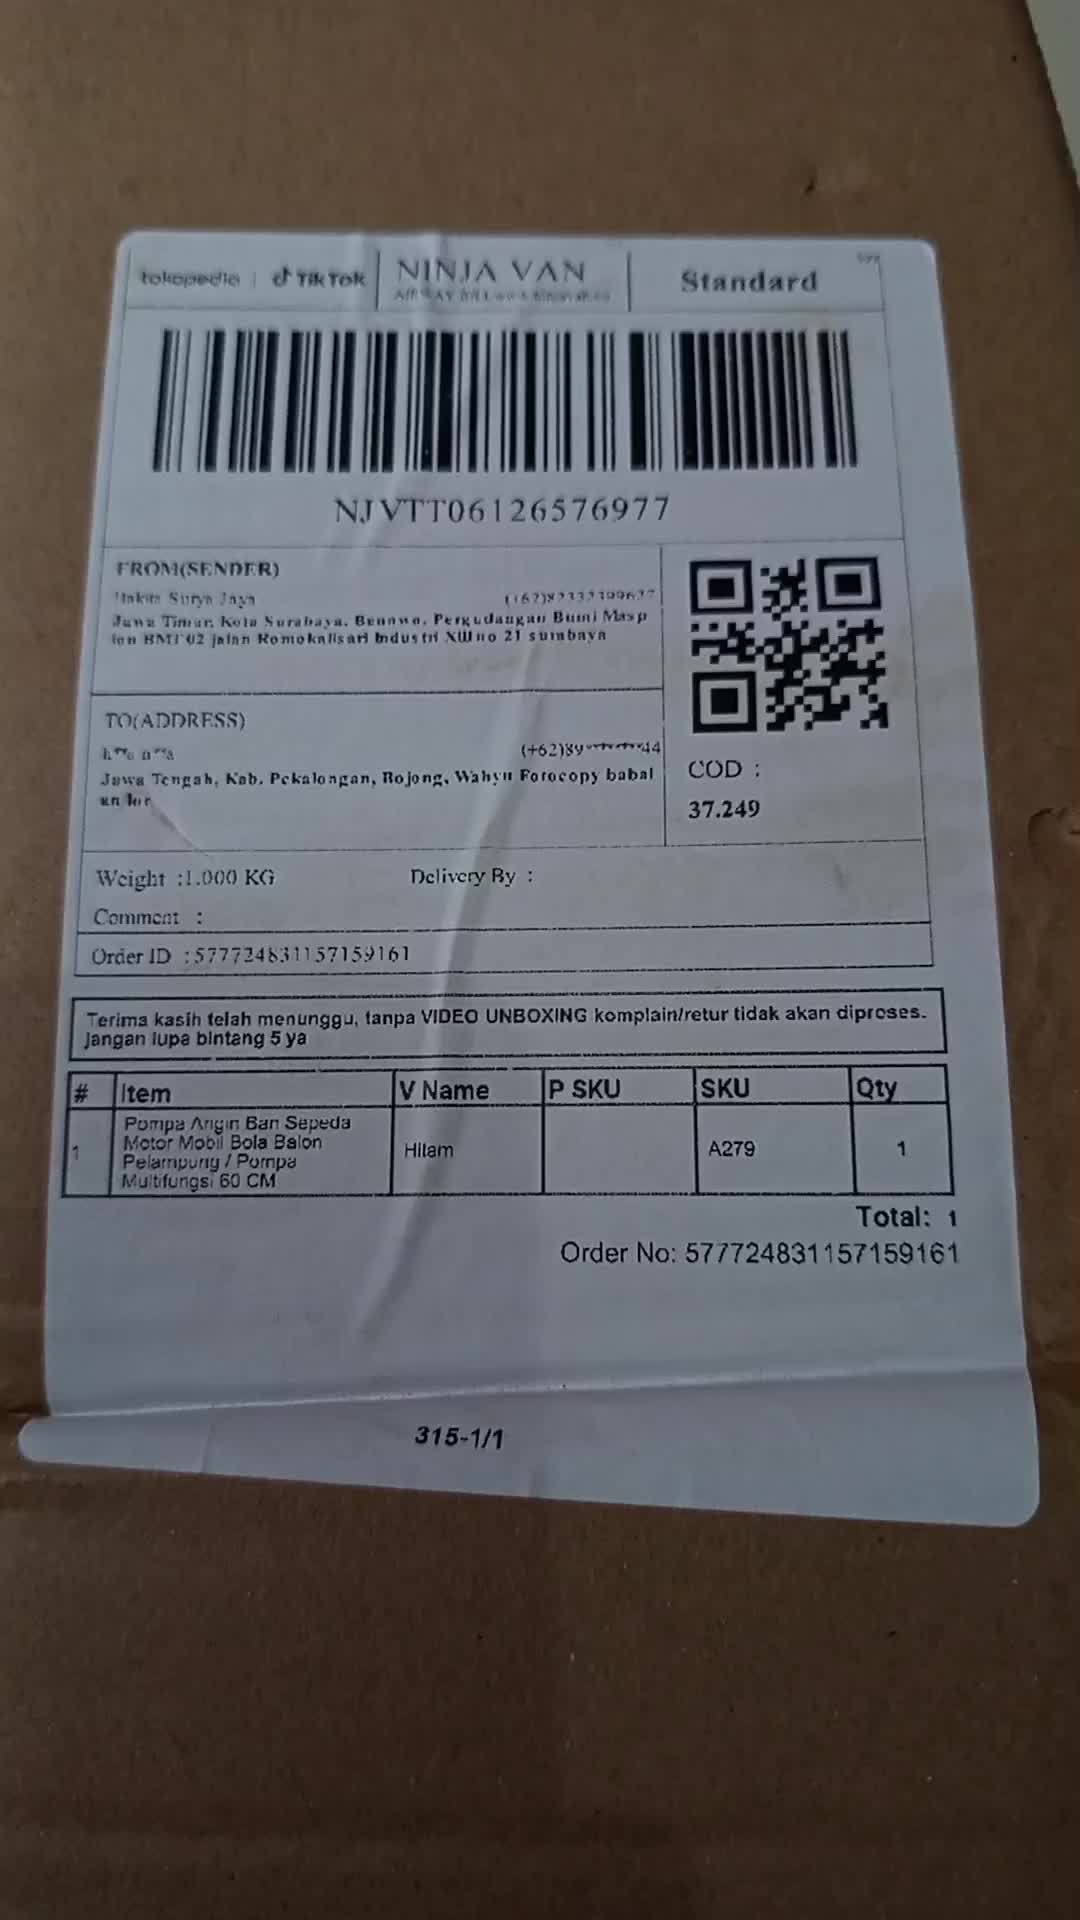 tokopedia | TikTok
NINJA VAN
Standard
NJVTT06126576977
FROM(SENDER)
Surya Jaya
Jawa Timur, Kota Surabaya, Benowo, Pergudangan Bumi Masp
ion jalan Romokalisari Industri no 21 surabaya
TO(ADDRESS)
(+62)89*******44
Jawa Tengah, Kab. Pekalongan, Bojong, Wahyu Fotocopy babal
an lor
COD :
37.249
Weight :1.000 KG
Delivery By :
Comment :
Order ID :577724831157159161
Terima kasih telah menunggu, tanpa VIDEO UNBOXING komplain/retur tidak akan diproses.
Jangan lupa bintang 5 ya
# Item V Name P SKU SKU Qty
1 Pompa Angin Ban Sepeda
Motor Mobil Bola Balon
Pelampung / Pompa
Multifungsi 60 CM
Hitam
A279
1
Total: 1
Order No: 577724831157159161
315-1/1